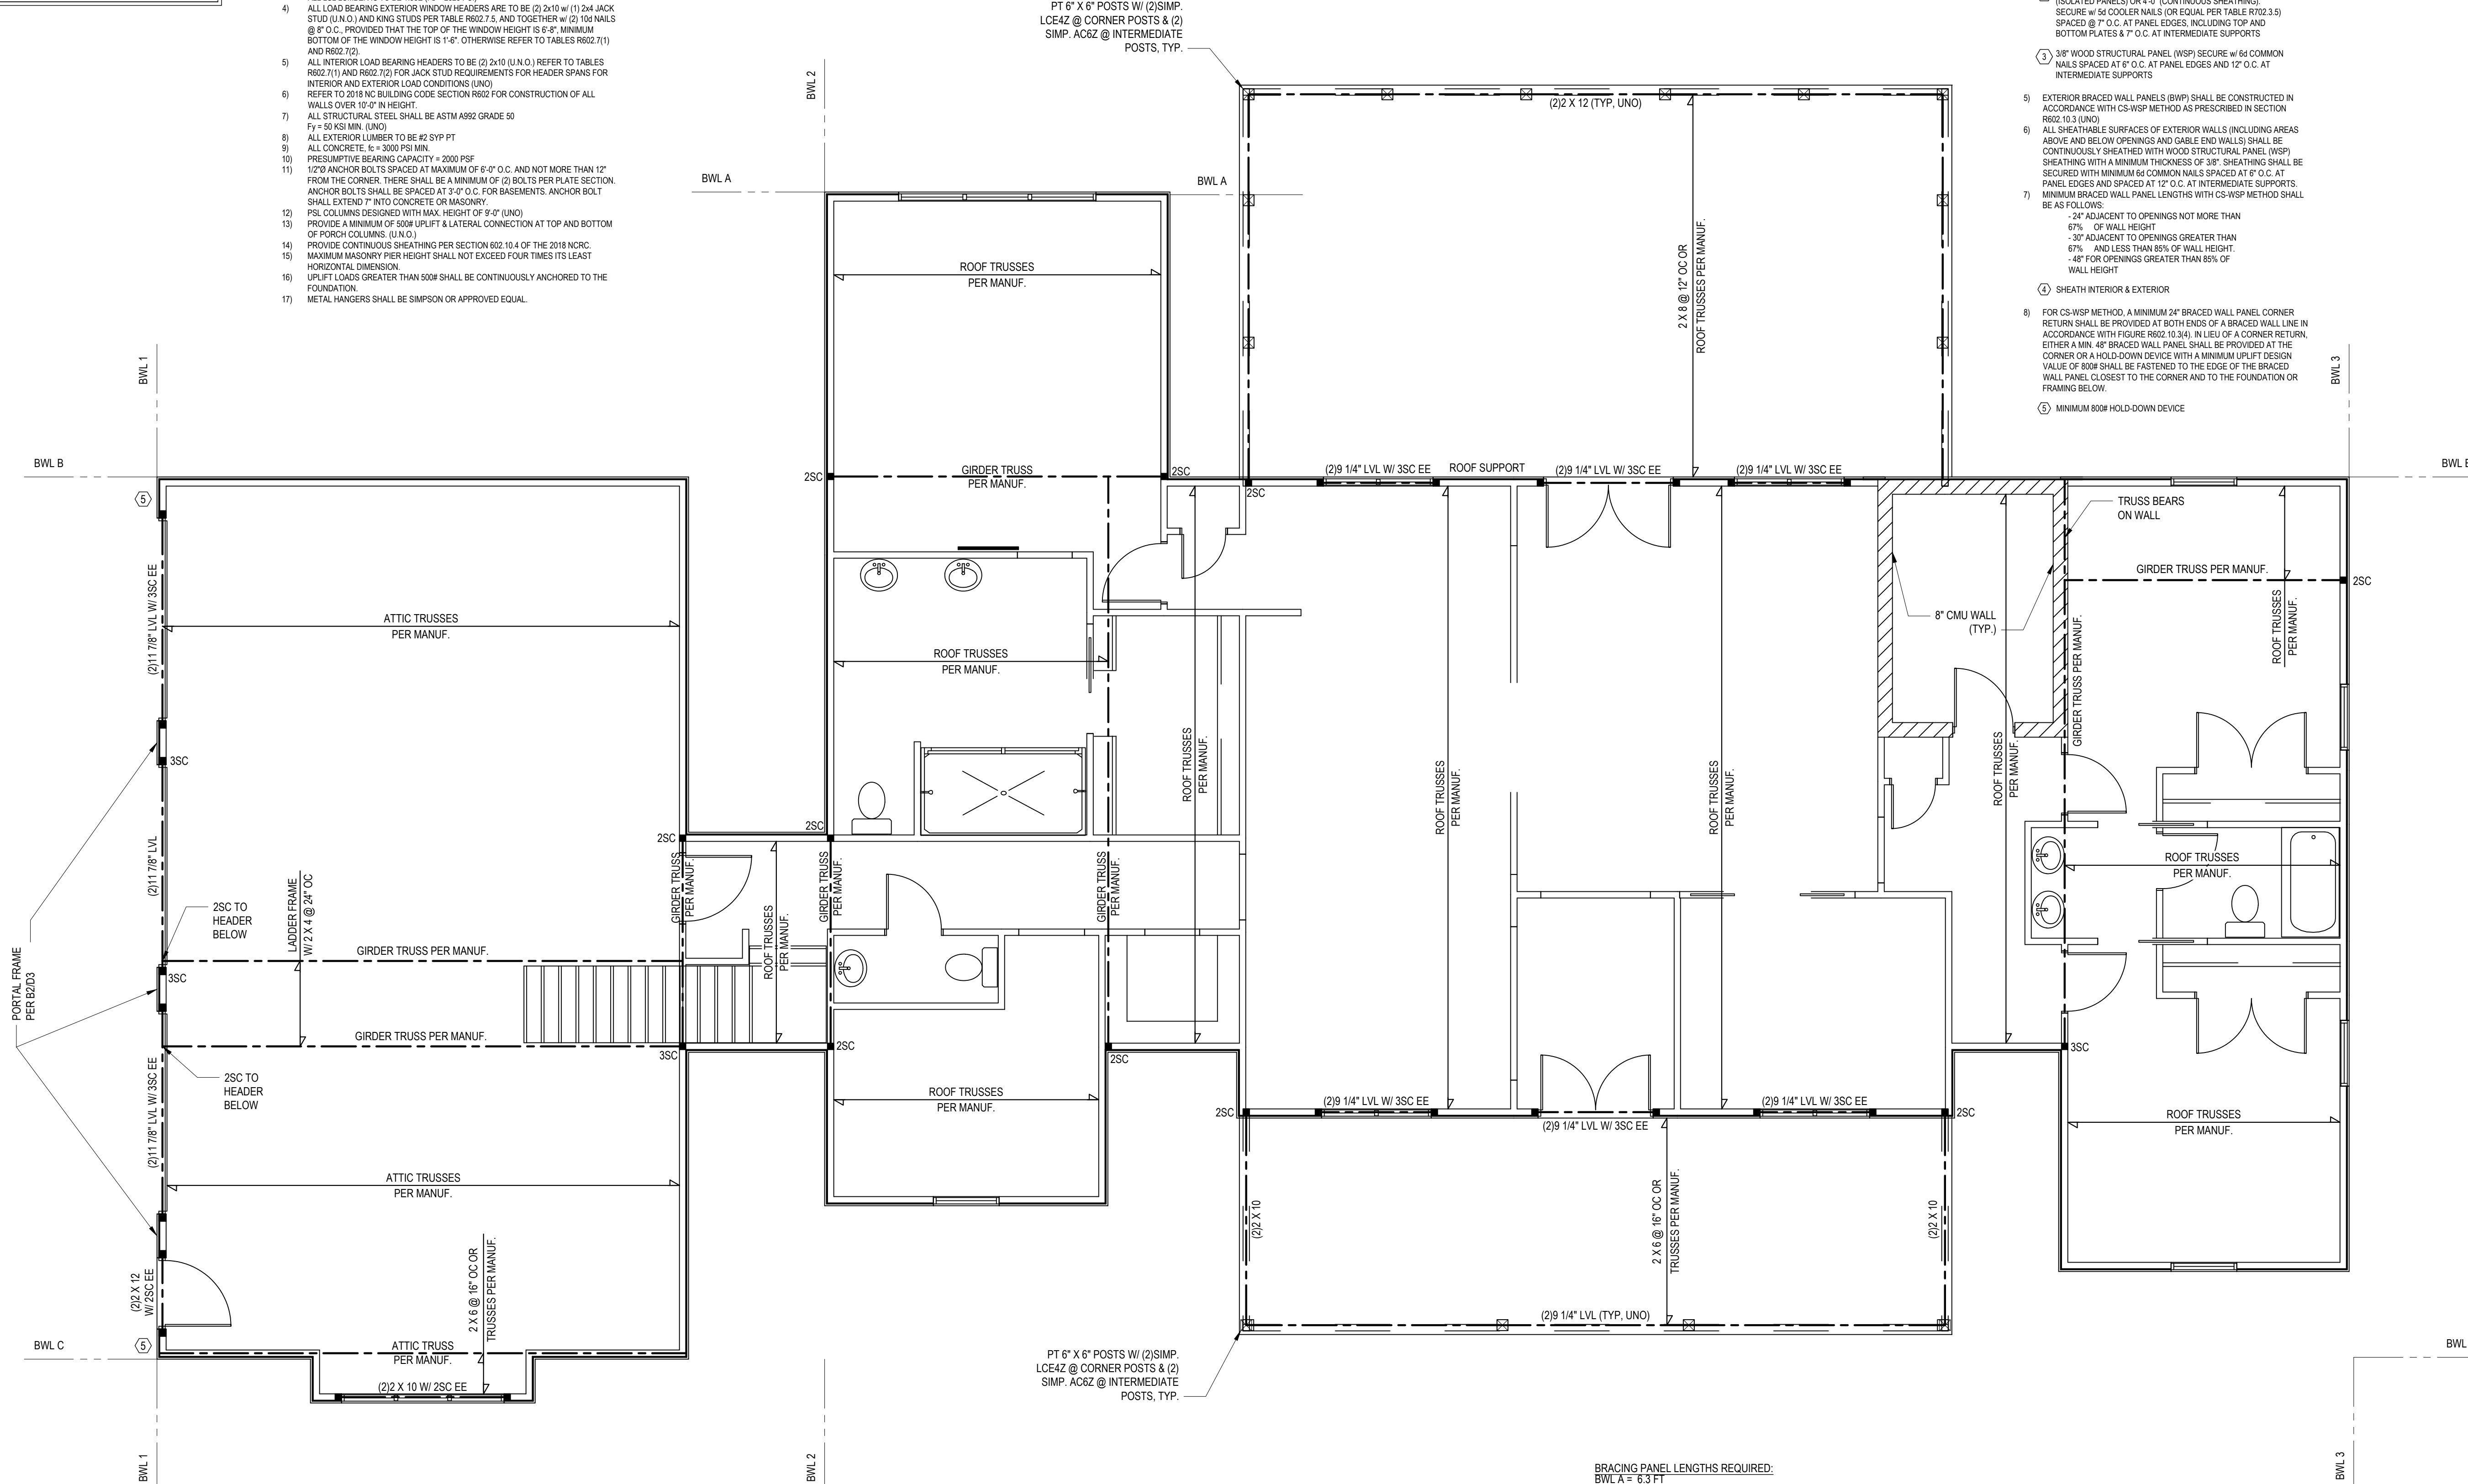 4) ALL LOAD BEARING EXTERIOR WINDOW HEADERS ARE TO BE (2) 2x10 w/ (1) 2x4 JACK
STUD (U.N.O.) AND KING STUDS PER TABLE R602.7.5, AND TOGETHER w/ (2) 10d NAILS
@ 8" O.C., PROVIDED THAT THE TOP OF THE WINDOW HEIGHT IS 6'-8", MINIMUM
BOTTOM OF THE WINDOW HEIGHT IS 1'-6". OTHERWISE REFER TO TABLES R602.7(1)
AND R602.7(2).
5) ALL INTERIOR LOAD BEARING HEADERS TO BE (2) 2x10 (U.N.O.) REFER TO TABLES
R602.7(1) AND R602.7(2) FOR JACK STUD REQUIREMENTS FOR HEADER SPANS FOR
INTERIOR AND EXTERIOR LOAD CONDITIONS (UNO)
6) REFER TO 2018 NC BUILDING CODE SECTION R602 FOR CONSTRUCTION OF ALL
WALLS OVER 10'-0" IN HEIGHT.
7) ALL STRUCTURAL STEEL SHALL BE ASTM A992 GRADE 50
Fy = 50 KSI MIN. (UNO)
8) ALL EXTERIOR LUMBER TO BE #2 SYP PT
9) ALL CONCRETE, fc = 3000 PSI MIN.
10) PRESUMPTIVE BEARING CAPACITY = 2000 PSF
11) 1/2"Ø ANCHOR BOLTS SPACED AT MAXIMUM OF 6'-0" O.C. AND NOT MORE THAN 12"
FROM THE CORNER. THERE SHALL BE A MINIMUM OF (2) BOLTS PER PLATE SECTION.
ANCHOR BOLTS SHALL BE SPACED AT 3'-0" O.C. FOR BASEMENTS. ANCHOR BOLT
SHALL EXTEND 7" INTO CONCRETE OR MASONRY.
12) PSL COLUMNS DESIGNED WITH MAX. HEIGHT OF 9'-0" (UNO)
13) PROVIDE A MINIMUM OF 500# UPLIFT & LATERAL CONNECTION AT TOP AND BOTTOM
OF PORCH COLUMNS. (U.N.O.)
14) PROVIDE CONTINUOUS SHEATHING PER SECTION 602.10.4 OF THE 2018 NCRC.
15) MAXIMUM MASONRY PIER HEIGHT SHALL NOT EXCEED FOUR TIMES ITS LEAST
HORIZONTAL DIMENSION.
16) UPLIFT LOADS GREATER THAN 500# SHALL BE CONTINUOUSLY ANCHORED TO THE
FOUNDATION.
17) METAL HANGERS SHALL BE SIMPSON OR APPROVED EQUAL.
PT 6" X 6" POSTS W/ (2)SIMP.
LCE4Z @ CORNER POSTS & (2)
SIMP. AC6Z @ INTERMEDIATE
POSTS, TYP.
(ISOLATED PANELS) OR 4'-0" (CONTINUOUS SHEATHING).
SECURE w/ 5d COOLER NAILS (OR EQUAL PER TABLE R702.3.5)
SPACED @ 7" O.C. AT PANEL EDGES, INCLUDING TOP AND
BOTTOM PLATES & 7" O.C. AT INTERMEDIATE SUPPORTS
3 3/8" WOOD STRUCTURAL PANEL (WSP) SECURE w/ 6d COMMON
NAILS SPACED AT 6" O.C. AT PANEL EDGES AND 12" O.C. AT
INTERMEDIATE SUPPORTS
5) EXTERIOR BRACED WALL PANELS (BWP) SHALL BE CONSTRUCTED IN
ACCORDANCE WITH CS-WSP METHOD AS PRESCRIBED IN SECTION
R602.10.3 (UNO)
6) ALL SHEATHABLE SURFACES OF EXTERIOR WALLS (INCLUDING AREAS
ABOVE AND BELOW OPENINGS AND GABLE END WALLS) SHALL BE
CONTINUOUSLY SHEATHED WITH WOOD STRUCTURAL PANEL (WSP)
SHEATHING WITH A MINIMUM THICKNESS OF 3/8". SHEATHING SHALL BE
SECURED WITH MINIMUM 6d COMMON NAILS SPACED AT 6" O.C. AT
PANEL EDGES AND SPACED AT 12" O.C. AT INTERMEDIATE SUPPORTS.
7) MINIMUM BRACED WALL PANEL LENGTHS WITH CS-WSP METHOD SHALL
BE AS FOLLOWS:
- 24" ADJACENT TO OPENINGS NOT MORE THAN
67% OF WALL HEIGHT
- 30" ADJACENT TO OPENINGS GREATER THAN
67% AND LESS THAN 85% OF WALL HEIGHT.
- 48" FOR OPENINGS GREATER THAN 85% OF
WALL HEIGHT
4 SHEATH INTERIOR & EXTERIOR
8) FOR CS-WSP METHOD, A MINIMUM 24" BRACED WALL PANEL CORNER
RETURN SHALL BE PROVIDED AT BOTH ENDS OF A BRACED WALL LINE IN
ACCORDANCE WITH FIGURE R602.10.3(4). IN LIEU OF A CORNER RETURN,
EITHER A MIN. 48" BRACED WALL PANEL SHALL BE PROVIDED AT THE
CORNER OR A HOLD-DOWN DEVICE WITH A MINIMUM UPLIFT DESIGN
VALUE OF 800# SHALL BE FASTENED TO THE EDGE OF THE BRACED
WALL PANEL CLOSEST TO THE CORNER AND TO THE FOUNDATION OR
FRAMING BELOW.
5 MINIMUM 800# HOLD-DOWN DEVICE
BWL 1
BWL 2
BWL 3
BWL A
BWL A
BWL B
BWL B
(2)2 X 12 (TYP, UNO)
2 X 8 @ 12" OC OR
ROOF TRUSSES PER MANUF.
ROOF TRUSSES
PER MANUF.
GIRDER TRUSS
PER MANUF.
2SC
2SC
2SC
(2)9 1/4" LVL W/ 3SC EE
ROOF SUPPORT
(2)9 1/4" LVL W/ 3SC EE
(2)9 1/4" LVL W/ 3SC EE
5
(2)11 7/8" LVL W/ 3SC EE
ATTIC TRUSSES
PER MANUF.
TRUSS BEARS
ON WALL
8" CMU WALL
(TYP.)
GIRDER TRUSS PER MANUF.
2SC
ROOF TRUSSES
PER MANUF.
GIRDER TRUSS PER MANUF.
ROOF TRUSSES
PER MANUF.
ROOF TRUSSES
PER MANUF.
ROOF TRUSSES
PER MANUF.
ROOF TRUSSES
PER MANUF.
ROOF TRUSSES
PER MANUF.
3SC
(2)11 7/8" LVL
2SC
2SC
GIRDER TRUSS
PER MANUF.
GIRDER TRUSS
PER MANUF.
GIRDER TRUSS
PER MANUF.
ROOF TRUSSES
PER MANUF.
ROOF TRUSSES
PER MANUF.
2SC TO
HEADER
BELOW
LADDER FRAME
W/ 2 X 4 @ 24" OC
GIRDER TRUSS PER MANUF.
3SC
PORTAL FRAME
PER B2/D3
GIRDER TRUSS PER MANUF.
3SC
2SC
2SC
3SC
2SC TO
HEADER
BELOW
(2)11 7/8" LVL W/ 3SC EE
ROOF TRUSSES
PER MANUF.
2SC
(2)9 1/4" LVL W/ 3SC EE
(2)9 1/4" LVL W/ 3SC EE
(2)9 1/4" LVL W/ 3SC EE
2SC
ROOF TRUSSES
PER MANUF.
ATTIC TRUSSES
PER MANUF.
(2)2 X 10
2 X 6 @ 16" OC OR
TRUSSES PER MANUF.
(2)2 X 10
(2)2 X 12
W/ 2SC EE
2 X 6 @ 16" OC OR
TRUSSES PER MANUF.
(2)9 1/4" LVL (TYP, UNO)
BWL C
5
ATTIC TRUSS
PER MANUF.
(2)2 X 10 W/ 2SC EE
BWL
PT 6" X 6" POSTS W/ (2)SIMP.
LCE4Z @ CORNER POSTS & (2)
SIMP. AC6Z @ INTERMEDIATE
POSTS, TYP.
BWL 1
BWL 2
BWL 3
BRACING PANEL LENGTHS REQUIRED:
BWL A = 6.3 FT